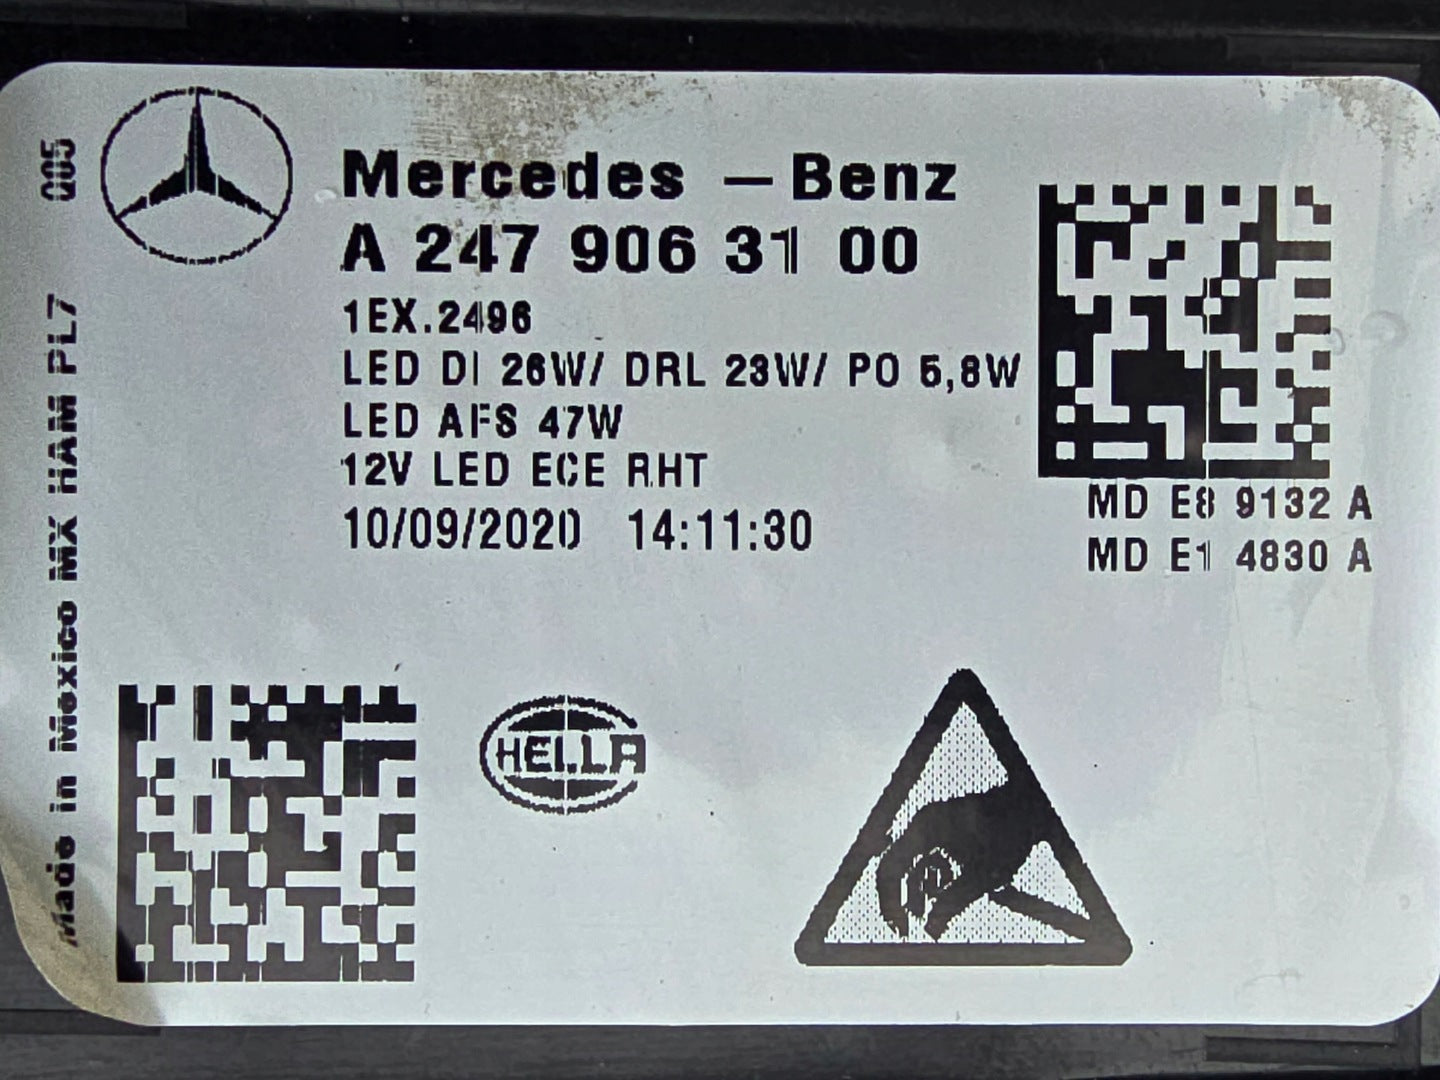 Mercedes - Benz
A 247 906 31 00
1EX.2496
LED DI 26W/ DRL 23W/ PO 5,8W
LED AFS 47W
12V LED ECE RHT
10/09/2020 14:11:30
MD E8 9132 A
MD E1 4830 A
HELLA
Made in Mexico MX HAM PL7 005